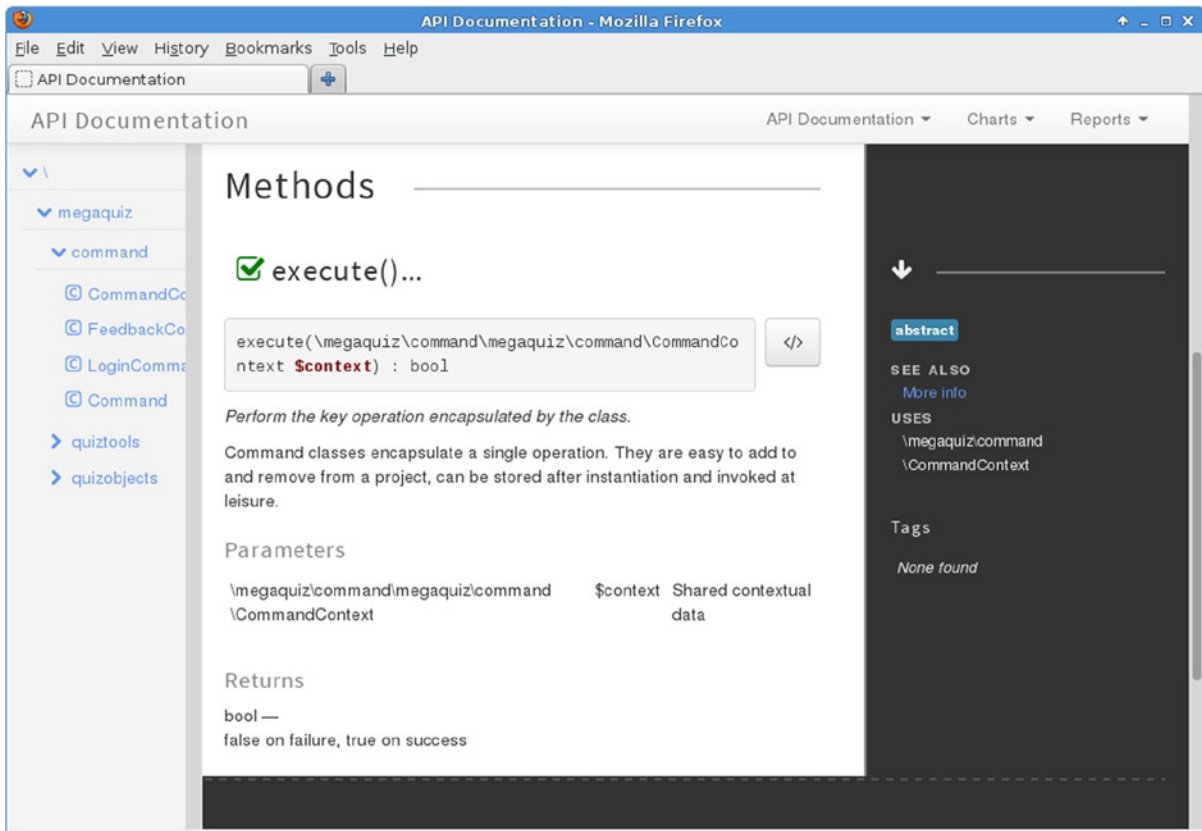 API Documentation - Mozilla Firefox
File Edit View History Bookmarks Tools Help
API Documentation
API Documentation
API Documentation Charts Reports
\
megaquiz
command
CommandCo
FeedbackCo
LoginComma
Command
quiztools
quizobjects
Methods
execute()...
execute(\megaquiz\command\megaquiz\command\CommandCo
ntext $context) : bool
</>
Perform the key operation encapsulated by the class.
Command classes encapsulate a single operation. They are easy to add to
and remove from a project, can be stored after instantiation and invoked at
leisure.
Parameters
\megaquiz\command\megaquiz\command $context Shared contextual
\CommandContext data
Returns
bool —
false on failure, true on success
abstract
SEE ALSO
More info
USES
\megaquiz\command
\CommandContext
Tags
None found